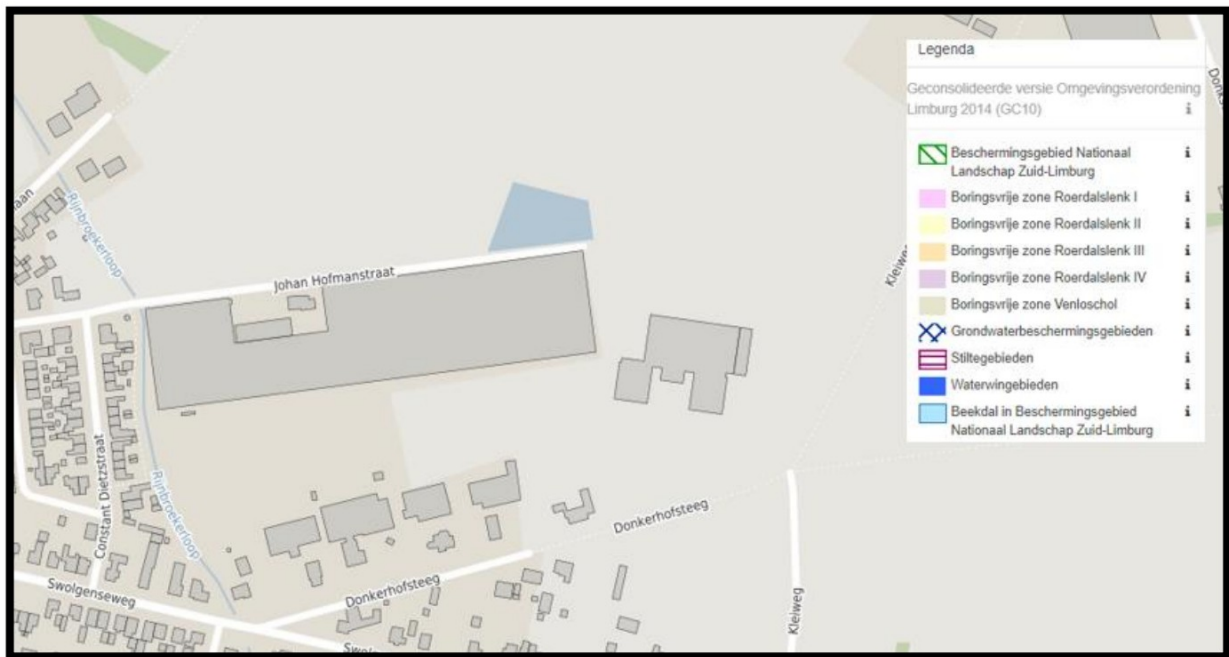 Legenda
Geconsolideerde versie Omgevingsverordening
Limburg 2014 (GC10)
i
Beschermingsgebied Nationaal
Landschap Zuid-Limburg
i
Boringsvrije zone Roerdalslenk I
i
Boringsvrije zone Roerdalslenk II
i
Boringsvrije zone Roerdalslenk III
i
Boringsvrije zone Roerdalslenk IV
i
Boringsvrije zone Venloschol
i
Grondwaterbeschermingsgebieden
i
Stiltegebieden
i
Waterwingebieden
i
Beekdal in Beschermingsgebied
Nationaal Landschap Zuid-Limburg
i
Rijnbroekerloop
Johan Hofmanstraat
Kleiweg
Constant Dietzstraat
Rijnbroekerloop
Donkerhofsteeg
Donkerhofsteeg
Swolgenseweg
Kleiweg